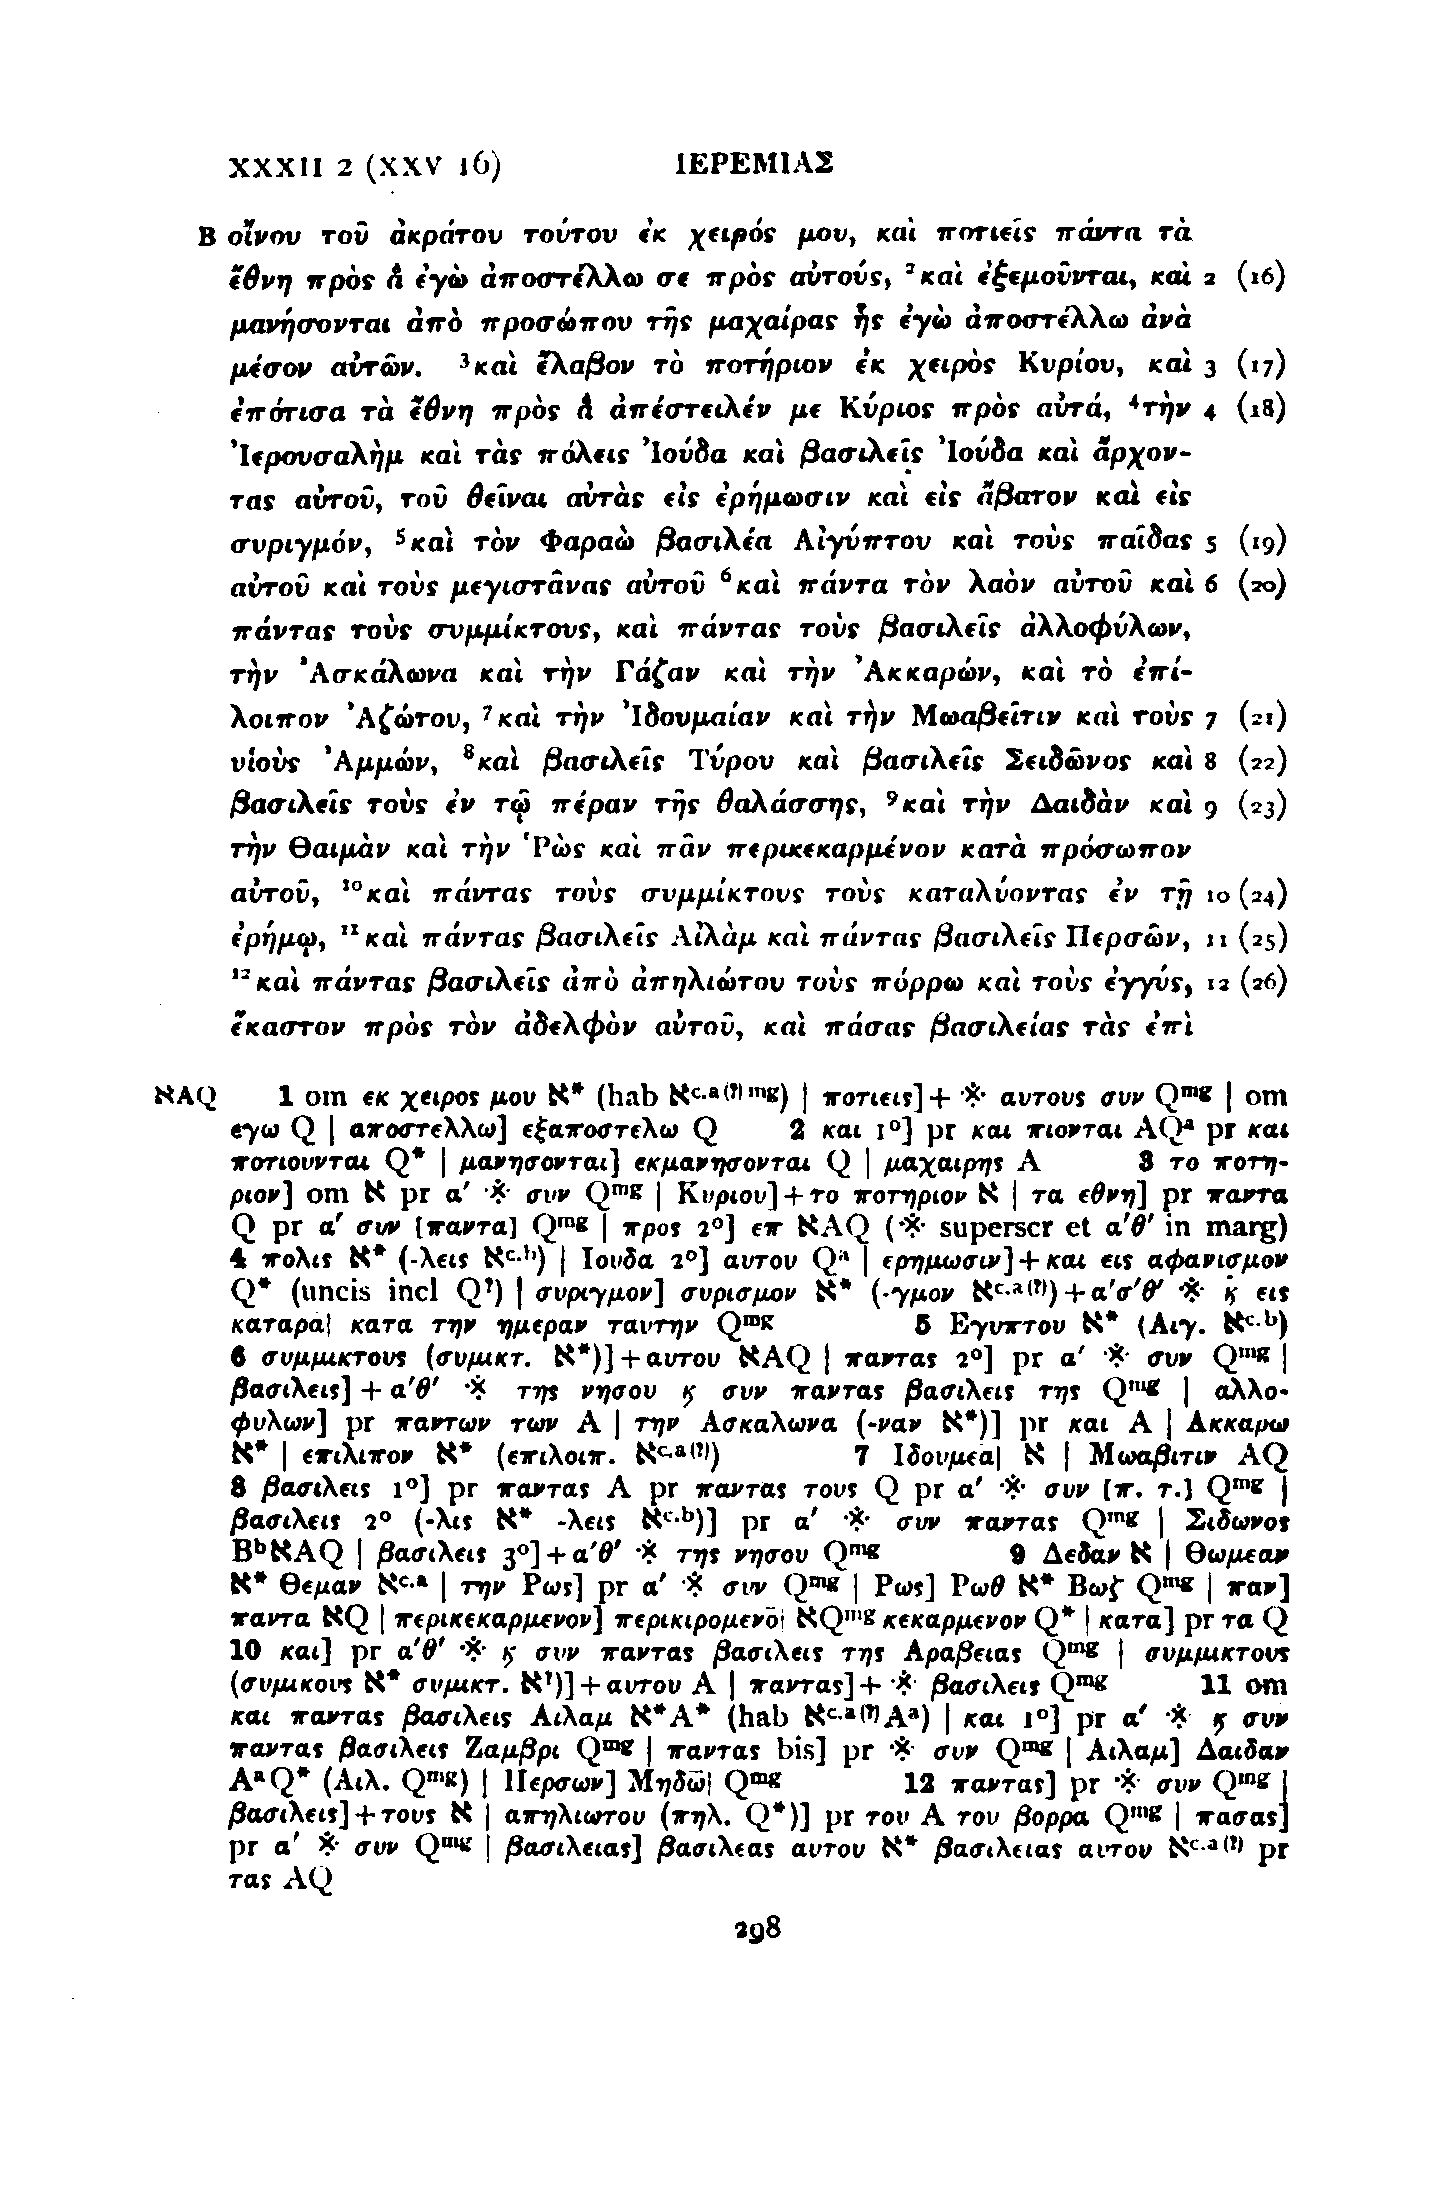 XXXII 2 (XXV 16) ΙΕΡΕΜΙΑΣ
B οἴνου τοῦ ἀκράτου τούτου ἐκ χειρός μου, καὶ ποτιεῖς πάντα τὰ
ἔθνη πρὸς ἃ ἐγὼ ἀποστέλλω σε πρὸς αὐτούς, ²καὶ ἐξεμοῦνται, καὶ 2 (16)
μανήσονται ἀπὸ προσώπου τῆς μαχαίρας ἧς ἐγὼ ἀποστέλλω ἀνὰ
μέσον αὐτῶν. ³καὶ ἔλαβον τὸ ποτήριον ἐκ χειρὸς Κυρίου, καὶ 3 (17)
ἐπότισα τὰ ἔθνη πρὸς ἃ ἀπέστειλέν με Κύριος πρὸς αὐτά, ⁴τὴν 4 (18)
Ἰερουσαλὴμ καὶ τὰς πόλεις Ἰούδα καὶ βασιλεῖς Ἰούδα καὶ ἄρχον-
τας αὐτοῦ, τοῦ θεῖναι αὐτὰς εἰς ἐρήμωσιν καὶ εἰς ἄβατον καὶ εἰς
συριγμόν, ⁵καὶ τὸν Φαραὼ βασιλέα Αἰγύπτου καὶ τοὺς παῖδας 5 (19)
αὐτοῦ καὶ τοὺς μεγιστᾶνας αὐτοῦ ⁶καὶ πάντα τὸν λαὸν αὐτοῦ καὶ 6 (20)
πάντας τοὺς συμμίκτους, καὶ πάντας τοὺς βασιλεῖς ἀλλοφύλων,
τὴν Ἀσκάλωνα καὶ τὴν Γάζαν καὶ τὴν Ἀκκαρών, καὶ τὸ ἐπί-
λοιπον Ἀζώτου, ⁷καὶ τὴν Ἰδουμαίαν καὶ τὴν Μωαβεῖτιν καὶ τοὺς 7 (21)
υἱοὺς Ἀμμών, ⁸καὶ βασιλεῖς Τύρου καὶ βασιλεῖς Σειδῶνος καὶ 8 (22)
βασιλεῖς τοὺς ἐν τῷ πέραν τῆς θαλάσσης, ⁹καὶ τὴν Δαιδὰν καὶ 9 (23)
τὴν Θαιμὰν καὶ τὴν Ῥὼς καὶ πᾶν περικεκαρμένον κατὰ πρόσωπον
αὐτοῦ, ¹⁰καὶ πάντας τοὺς συμμίκτους τοὺς καταλύοντας ἐν τῇ 10 (24)
ἐρήμῳ, ¹¹καὶ πάντας βασιλεῖς Αἰλὰμ καὶ πάντας βασιλεῖς Περσῶν, 11 (25)
¹²καὶ πάντας βασιλεῖς ἀπὸ ἀπηλιώτου τοὺς πόρρω καὶ τοὺς ἐγγύς, 12 (26)
ἕκαστον πρὸς τὸν ἀδελφὸν αὐτοῦ, καὶ πάσας βασιλείας τὰς ἐπὶ
אAQ 1 om εκ χειρος μου א* (hab א^c.a(?)mg) | ποτιεις]+※ αυτους συν Q^mg | om
εγω Q | αποστελλω] εξαποστελω Q 2 και 1°] pr και πιονται AQ^a pr και
ποτιουνται Q* | μανησονται] εκμανησονται Q | μαχαιρης A 3 το ποτη-
ριον] om א pr α′ ※ συν Q^mg | Κυριου]+το ποτηριον א | τα εθνη] pr παντα
Q pr α′ συν [παντα] Q^mg | προς 2°] επ אAQ (※ superscr et α′θ′ in marg)
4 πολις א* (-λεις א^c.b) | Ιουδα 2°] αυτου Q^a | ερημωσιν]+και εις αφανισμον
Q* (uncis incl Q^?) | συριγμον] συρισμον א* (-γμον א^c.a(?))+α′σ′θ′ ※ ϗ εις
καταρα| κατα την ημεραν ταυτην Q^mg 5 Εγυπτου א* (Αιγ. א^c.b)
6 συμμικτους (συμικτ. א*)]+αυτου אAQ | παντας 2°] pr α′ ※ συν Q^mg |
βασιλεις]+α′θ′ ※ της νησου ϗ συν παντας βασιλεις της Q^mg | αλλο-
φυλων] pr παντων των A | την Ασκαλωνα (-ναν א*)] pr και A | Ακκαρω
א* | επιλιπον א* (επιλοιπ. א^c.a(?)) 7 Ιδουμεα| א | Μωαβιτιν AQ
8 βασιλεις 1°] pr παντας A pr παντας τους Q pr α′ ※ συν [π. τ.] Q^mg |
βασιλεις 2° (-λις א* -λεις א^c.b)] pr α′ ※ συν παντας Q^mg | Σιδωνος
B^bאAQ | βασιλεις 3°]+α′θ′ ※ της νησου Q^mg 9 Δεδαν א | Θωμεαν
א* Θεμαν א^c.a | την Ρως] pr α′ ※ συν Q^mg | Ρως] Ρωθ א* Βωζ Q^mg | παν]
παντα אQ | περικεκαρμενον] περικιρομενο̄| אQ^mg κεκαρμενον Q* | κατα] pr τα Q
10 και] pr α′θ′ ※ ϗ συν παντας βασιλεις της Αραβειας Q^mg | συμμικτους
(συμικους א* συμικτ. א^?)]+αυτου A | παντας]+※ βασιλεις Q^mg 11 om
και παντας βασιλεις Αιλαμ א*A* (hab א^c.a(?)A^a) | και 1°] pr α′ ※ ϗ συν
παντας βασιλεις Ζαμβρι Q^mg | παντας bis] pr ※ συν Q^mg | Αιλαμ] Δαιδαν
A^aQ* (Αιλ. Q^mg) | Περσων] Μηδω̄| Q^mg 12 παντας] pr ※ συν Q^mg |
βασιλεις]+τους א | απηλιωτου (πηλ. Q*)] pr του A του βορρα Q^mg | πασας]
pr α′ ※ συν Q^mg | βασιλειας] βασιλεας αυτου א* βασιλειας αυτου א^c.a(?) pr
τας AQ
298